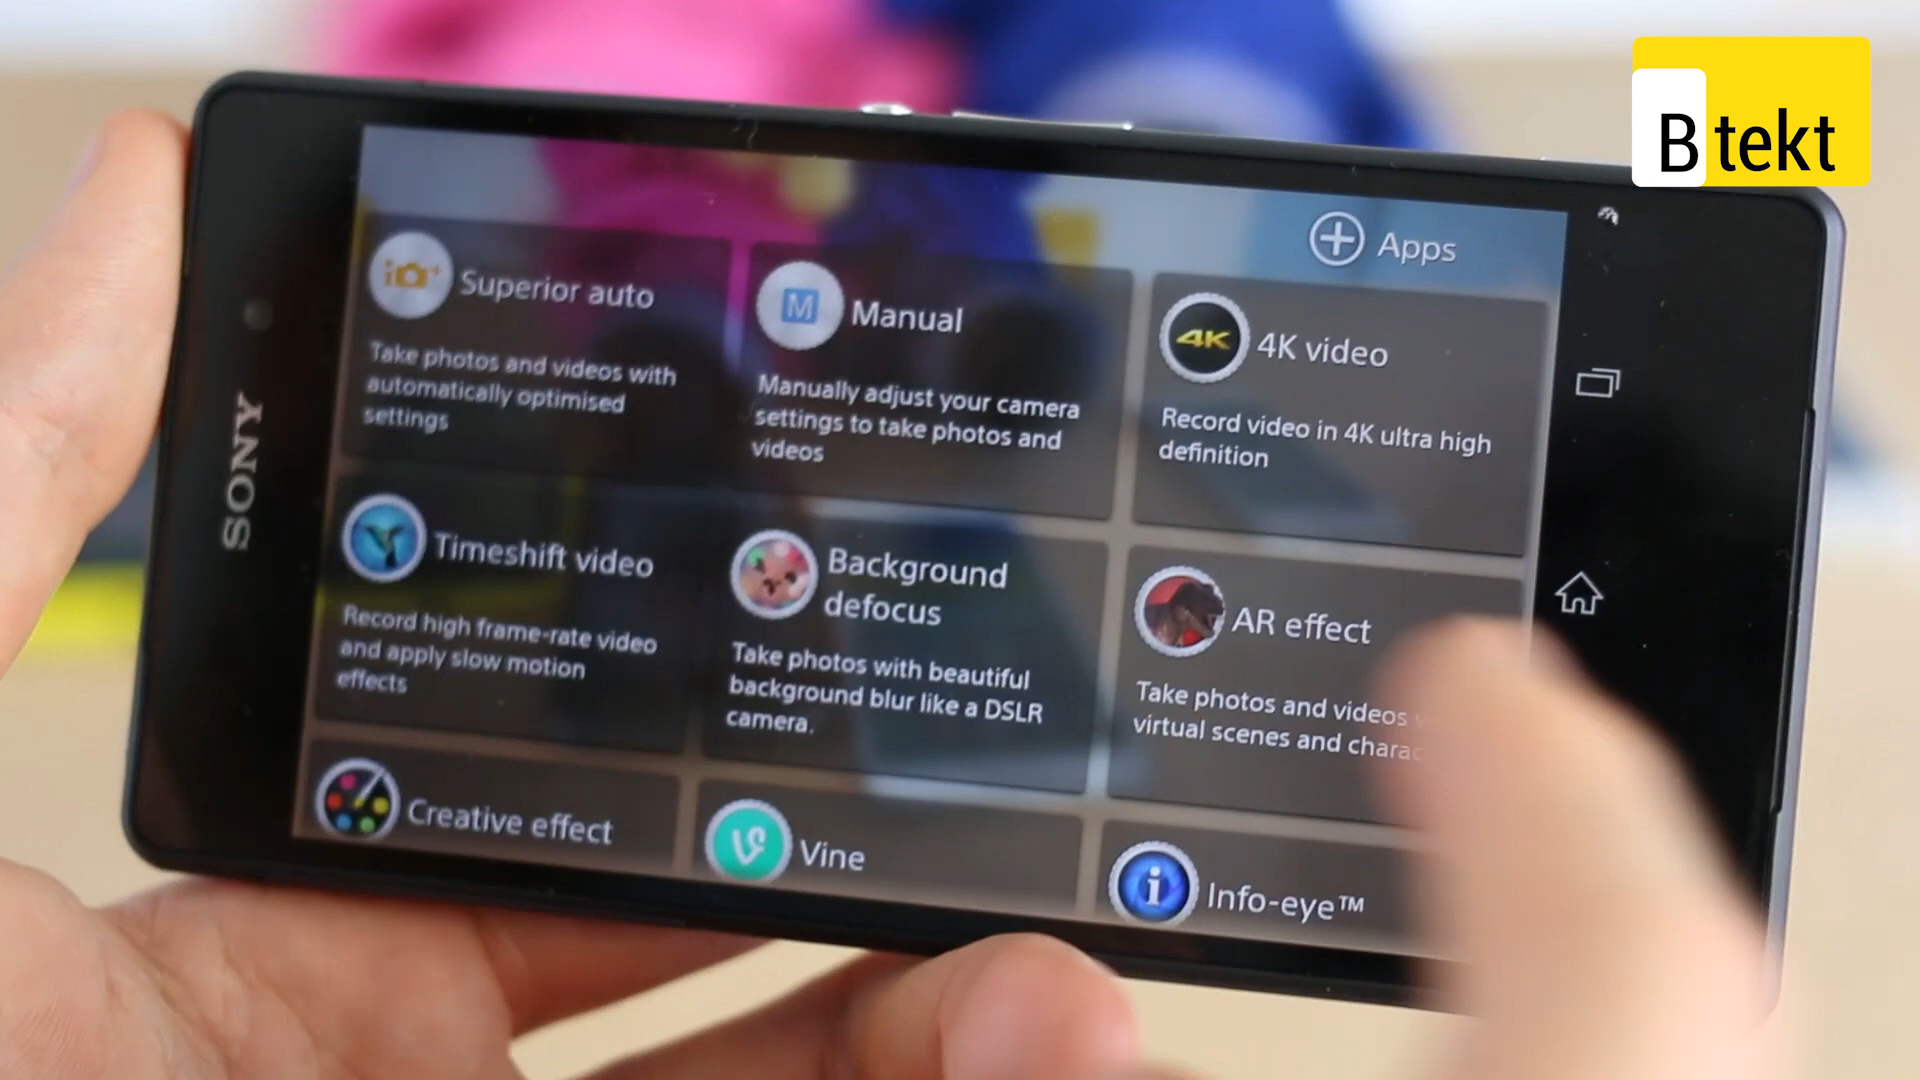 B tekt
SONY
Apps
Superior auto
Take photos and videos with
automatically optimised
settings
M
Manual
Manually adjust your camera
settings to take photos and
videos
4K
4K video
Record video in 4K ultra high
definition
Timeshift video
Record high frame-rate video
and apply slow motion
effects
Background
defocus
Take photos with beautiful
background blur like a DSLR
camera.
AR effect
Take photos and videos
virtual scenes and
Creative effect
Vine
i
Info-eye™